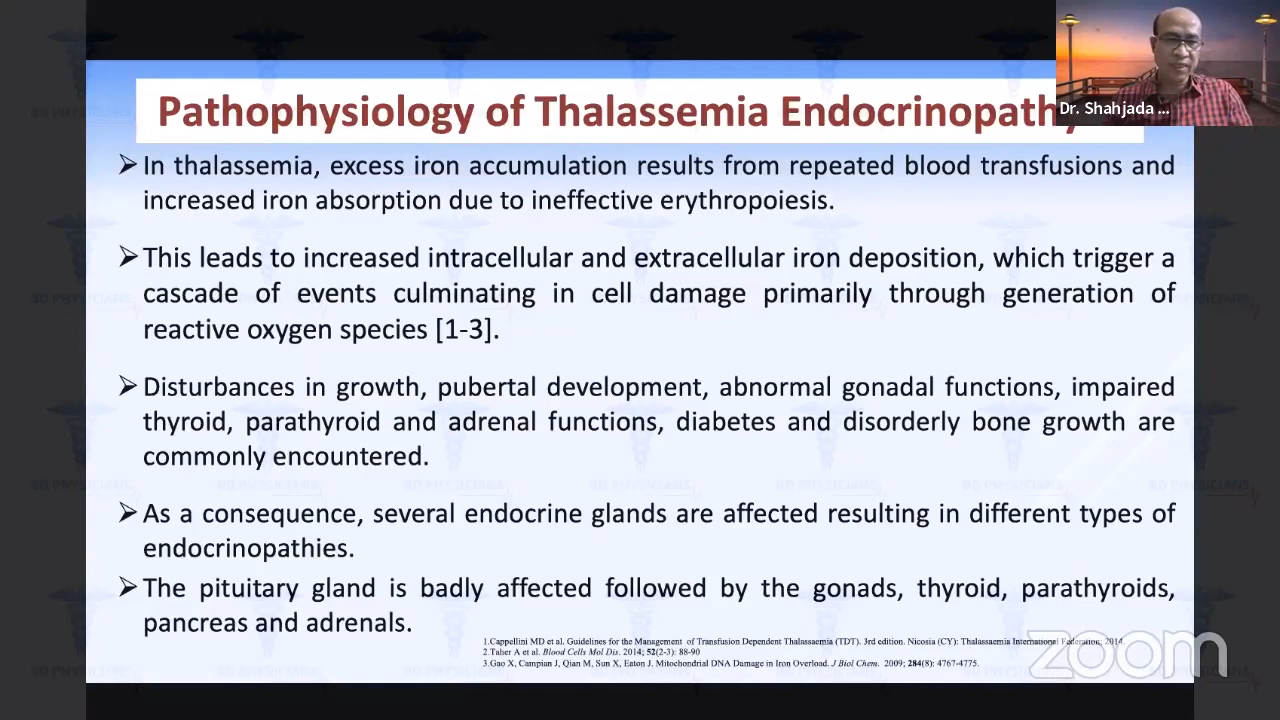 Pathophysiology of Thalassemia Endocrinopathy
Dr. Shahjada ...
➢In thalassemia, excess iron accumulation results from repeated blood transfusions and
increased iron absorption due to ineffective erythropoiesis.
➢This leads to increased intracellular and extracellular iron deposition, which trigger a
cascade of events culminating in cell damage primarily through generation of
reactive oxygen species [1-3].
➢Disturbances in growth, pubertal development, abnormal gonadal functions, impaired
thyroid, parathyroid and adrenal functions, diabetes and disorderly bone growth are
commonly encountered.
➢As a consequence, several endocrine glands are affected resulting in different types of
endocrinopathies.
➢The pituitary gland is badly affected followed by the gonads, thyroid, parathyroids,
pancreas and adrenals.
1.Cappellini MD et al. Guidelines for the Management of Transfusion Dependent Thalassaemia (TDT). 3rd edition. Nicosia (CY): Thalassaemia International Federation; 2014.
2.Taher A et al. Blood Cells Mol Dis. 2014; 52(2-3): 88-90
3.Gao X, Campian J, Qian M, Sun X, Eaton J. Mitochondrial DNA Damage in Iron Overload. J Biol Chem. 2009; 284(8): 4767-4775.
zoom
BD PHYSICIANS